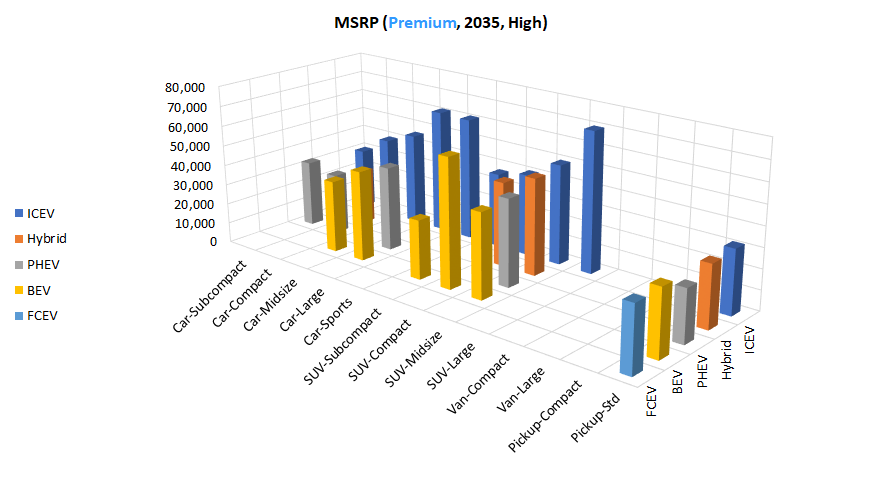 MSRP (Premium, 2035, High)
80,000
70,000
60,000
50,000
40,000
30,000
20,000
10,000
0
ICEV
Hybrid
PHEV
BEV
FCEV
Car-Subcompact
Car-Compact
Car-Midsize
Car-Large
Car-Sports
SUV-Subcompact
SUV-Compact
SUV-Midsize
SUV-Large
Van-Compact
Van-Large
Pickup-Compact
Pickup-Std
FCEV
BEV
PHEV
Hybrid
ICEV